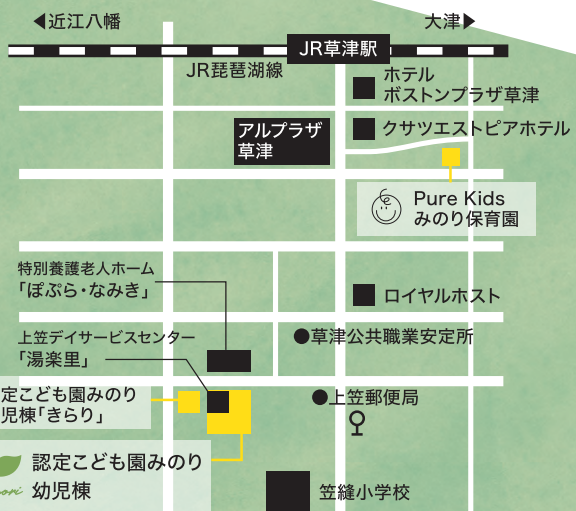 ◀近江八幡
大津▶
JR草津駅
JR琵琶湖線
ホテル
ボストンプラザ草津
アルプラザ
草津
クサツエストピアホテル
Pure Kids
みのり保育園
特別養護老人ホーム
「ぽぷら・なみき」
ロイヤルホスト
上笠デイサービスセンター
「湯楽里」
●草津公共職業安定所
定こども園みのり
児棟「きらり」
●上笠郵便局
認定こども園みのり
幼児棟
笠縫小学校